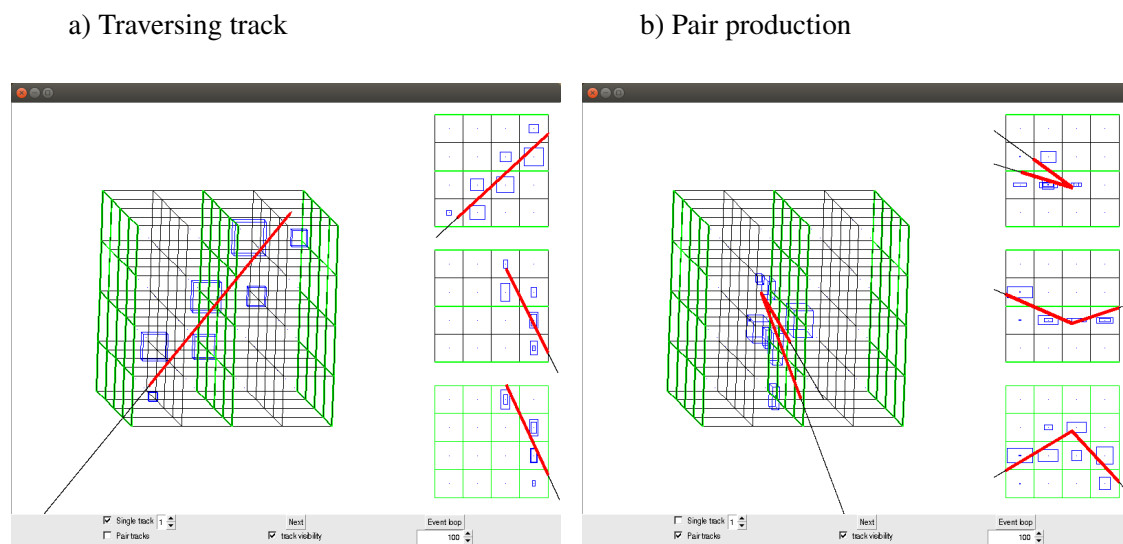 a) Traversing track
b) Pair production
Single track 1
Next
Event loop
Pair tracks
track visibility
100
Single track 1
Next
Event loop
Pair tracks
track visibility
100